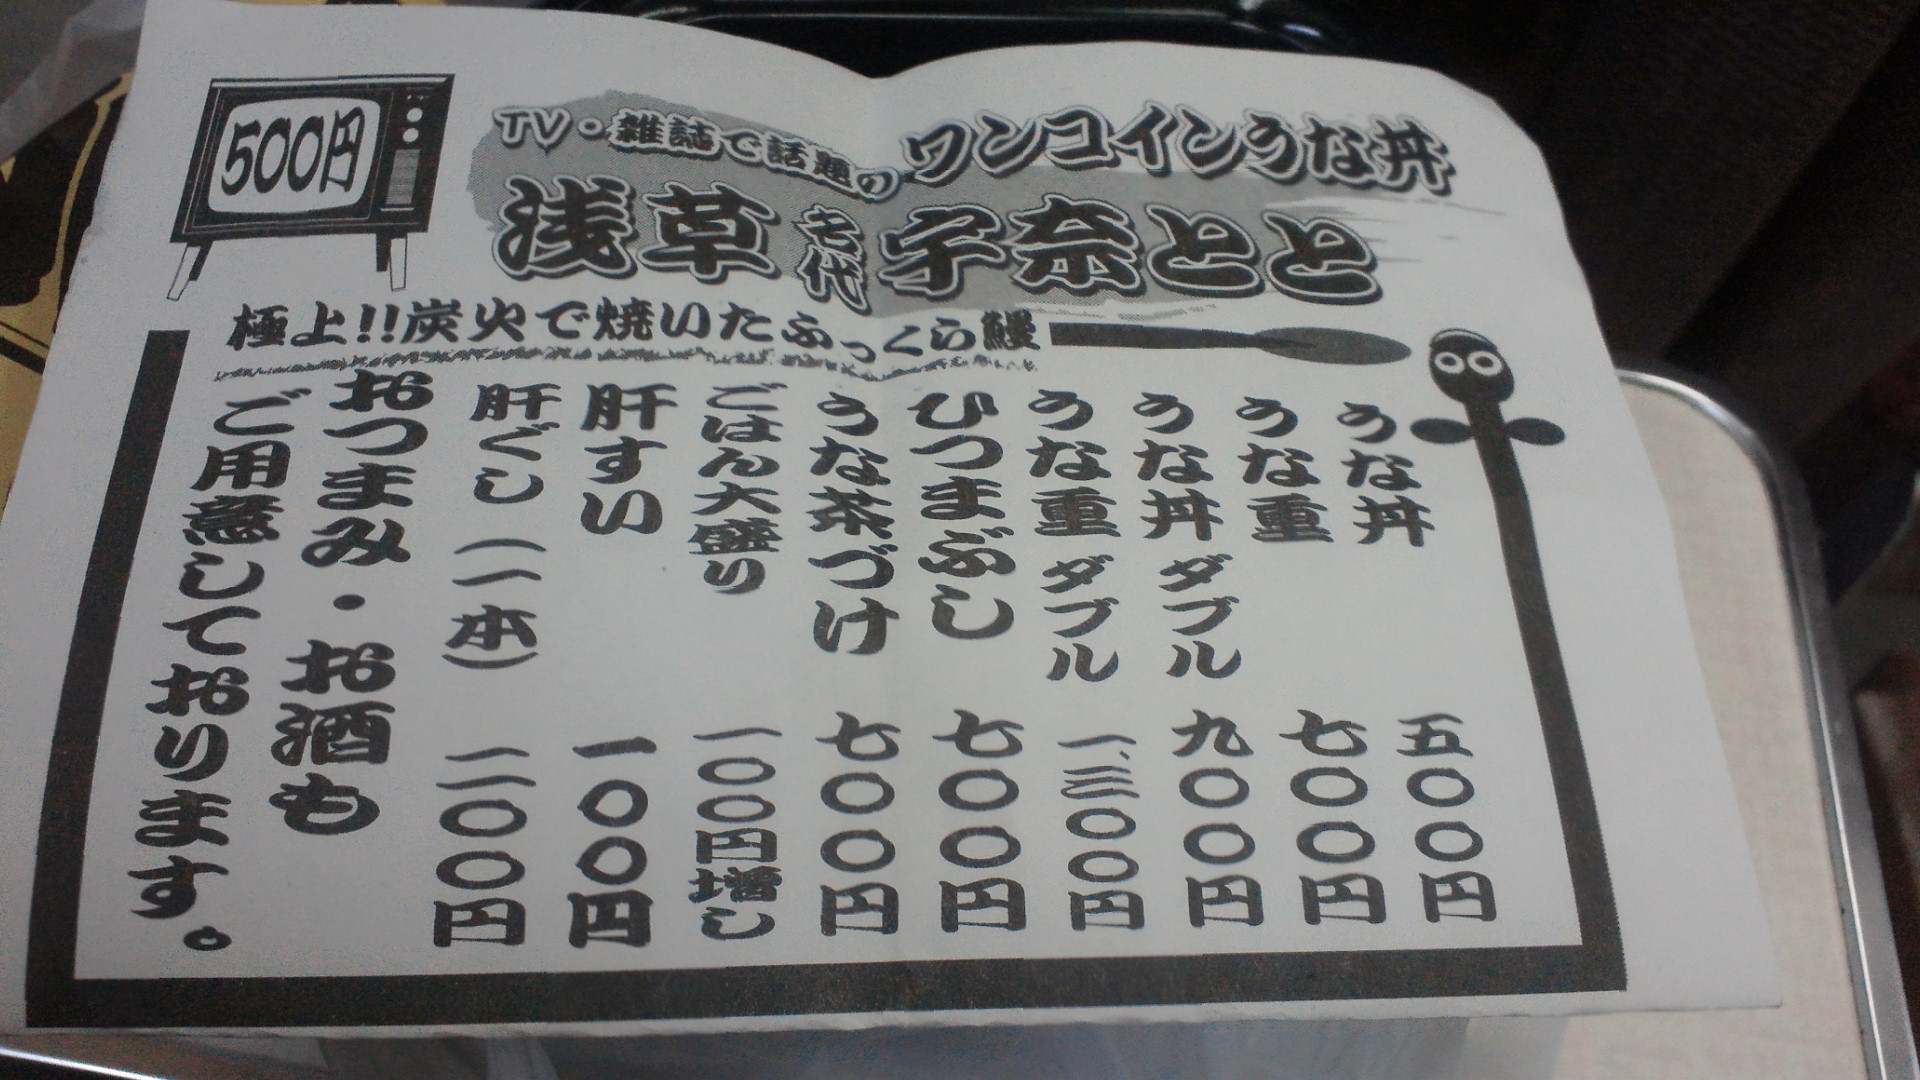 500円
TV・雑誌で話題のワンコインうな丼
浅草名代宇奈とと
極上!!炭火で焼いたふっくら鰻
うな丼 五〇〇円
うな重 七〇〇円
うな丼ダブル 九〇〇円
うな重ダブル 一、三〇〇円
ひつまぶし 七〇〇円
うな茶づけ 七〇〇円
ごはん大盛り 一〇〇円増し
肝すい 一〇〇円
肝ぐし(一本) 二〇〇円
おつまみ・お酒も
ご用意しております。